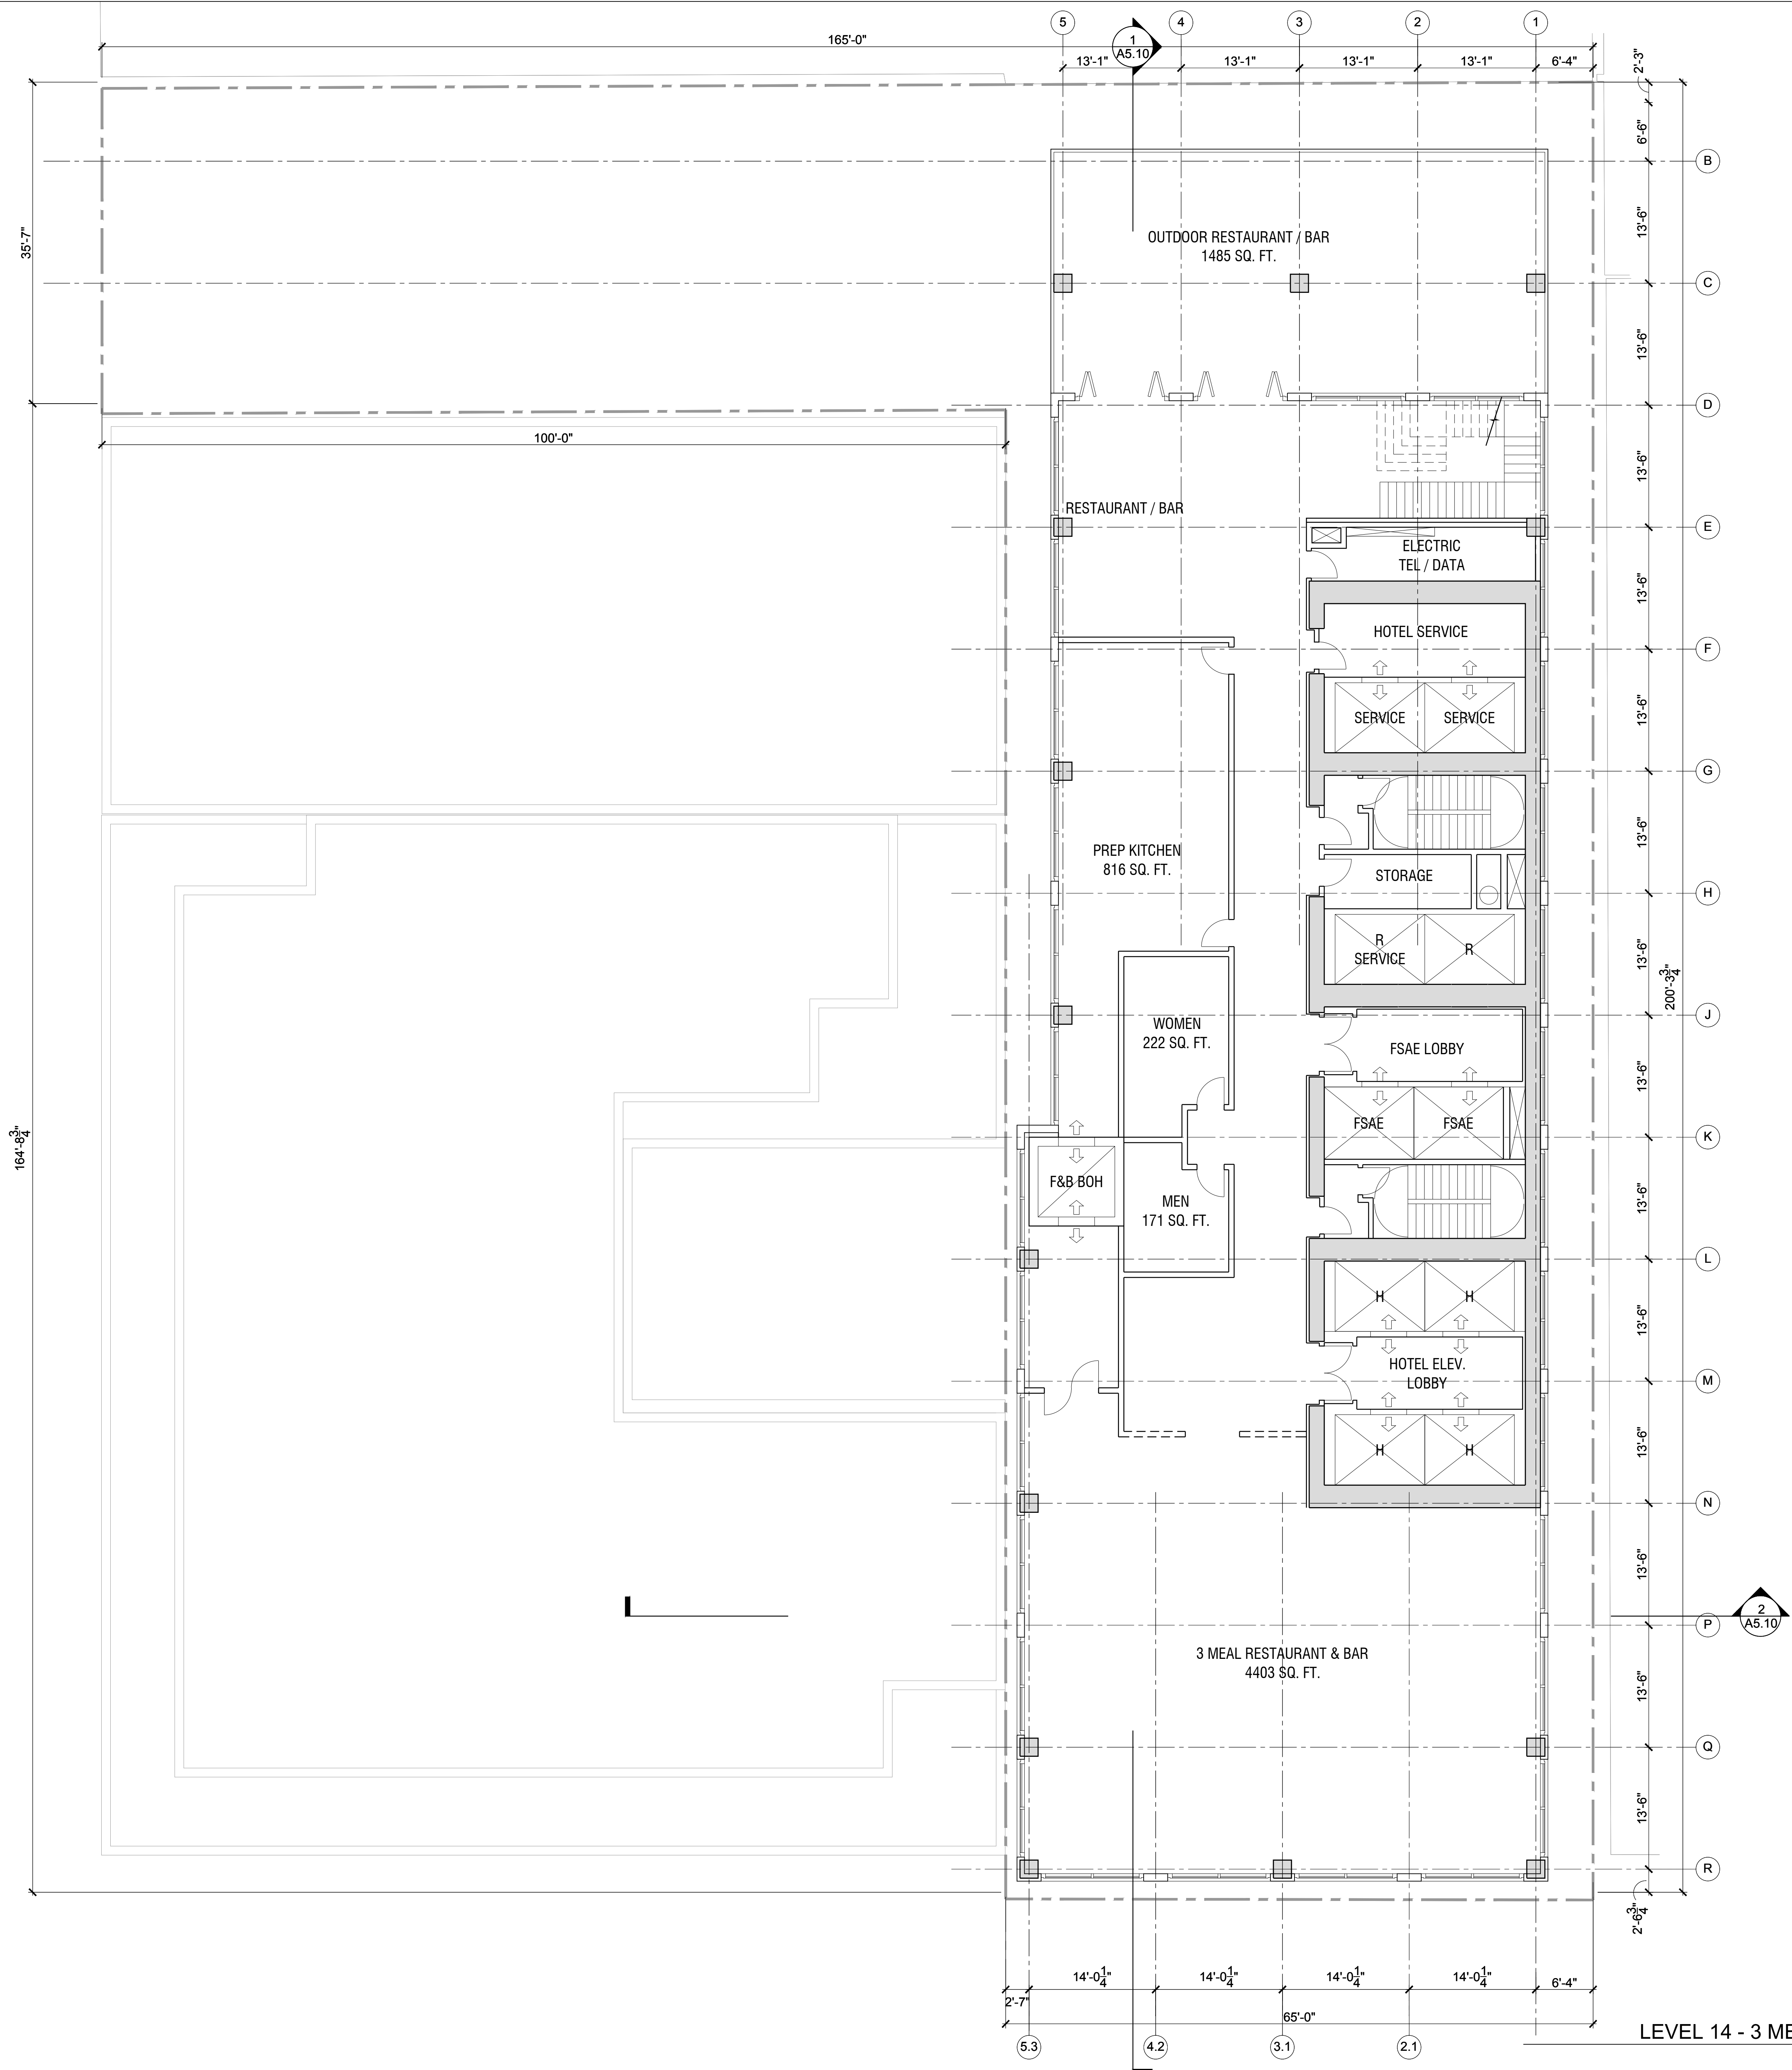 5
4
3
2
1
1
A5.10
165'-0"
13'-1"
13'-1"
13'-1"
13'-1"
6'-4"
2'-3"
6'-6"
B
13'-6"
35'-7"
OUTDOOR RESTAURANT / BAR
1485 SQ. FT.
C
13'-6"
D
100'-0"
13'-6"
RESTAURANT / BAR
E
ELECTRIC
TEL / DATA
13'-6"
HOTEL SERVICE
F
13'-6"
SERVICE
SERVICE
G
13'-6"
PREP KITCHEN
816 SQ. FT.
STORAGE
H
13'-6"
R
SERVICE
R
200'-3 3/4"
J
WOMEN
222 SQ. FT.
FSAE LOBBY
13'-6"
FSAE
FSAE
K
164'-8 3/4"
F&B BOH
MEN
171 SQ. FT.
13'-6"
L
H
H
13'-6"
HOTEL ELEV.
LOBBY
M
13'-6"
H
H
N
13'-6"
2
A5.10
P
3 MEAL RESTAURANT & BAR
4403 SQ. FT.
13'-6"
Q
13'-6"
R
2'-6 3/4"
14'-0 1/4"
14'-0 1/4"
14'-0 1/4"
14'-0 1/4"
6'-4"
2'-7"
65'-0"
5.3
4.2
3.1
2.1
LEVEL 14 - 3 ME